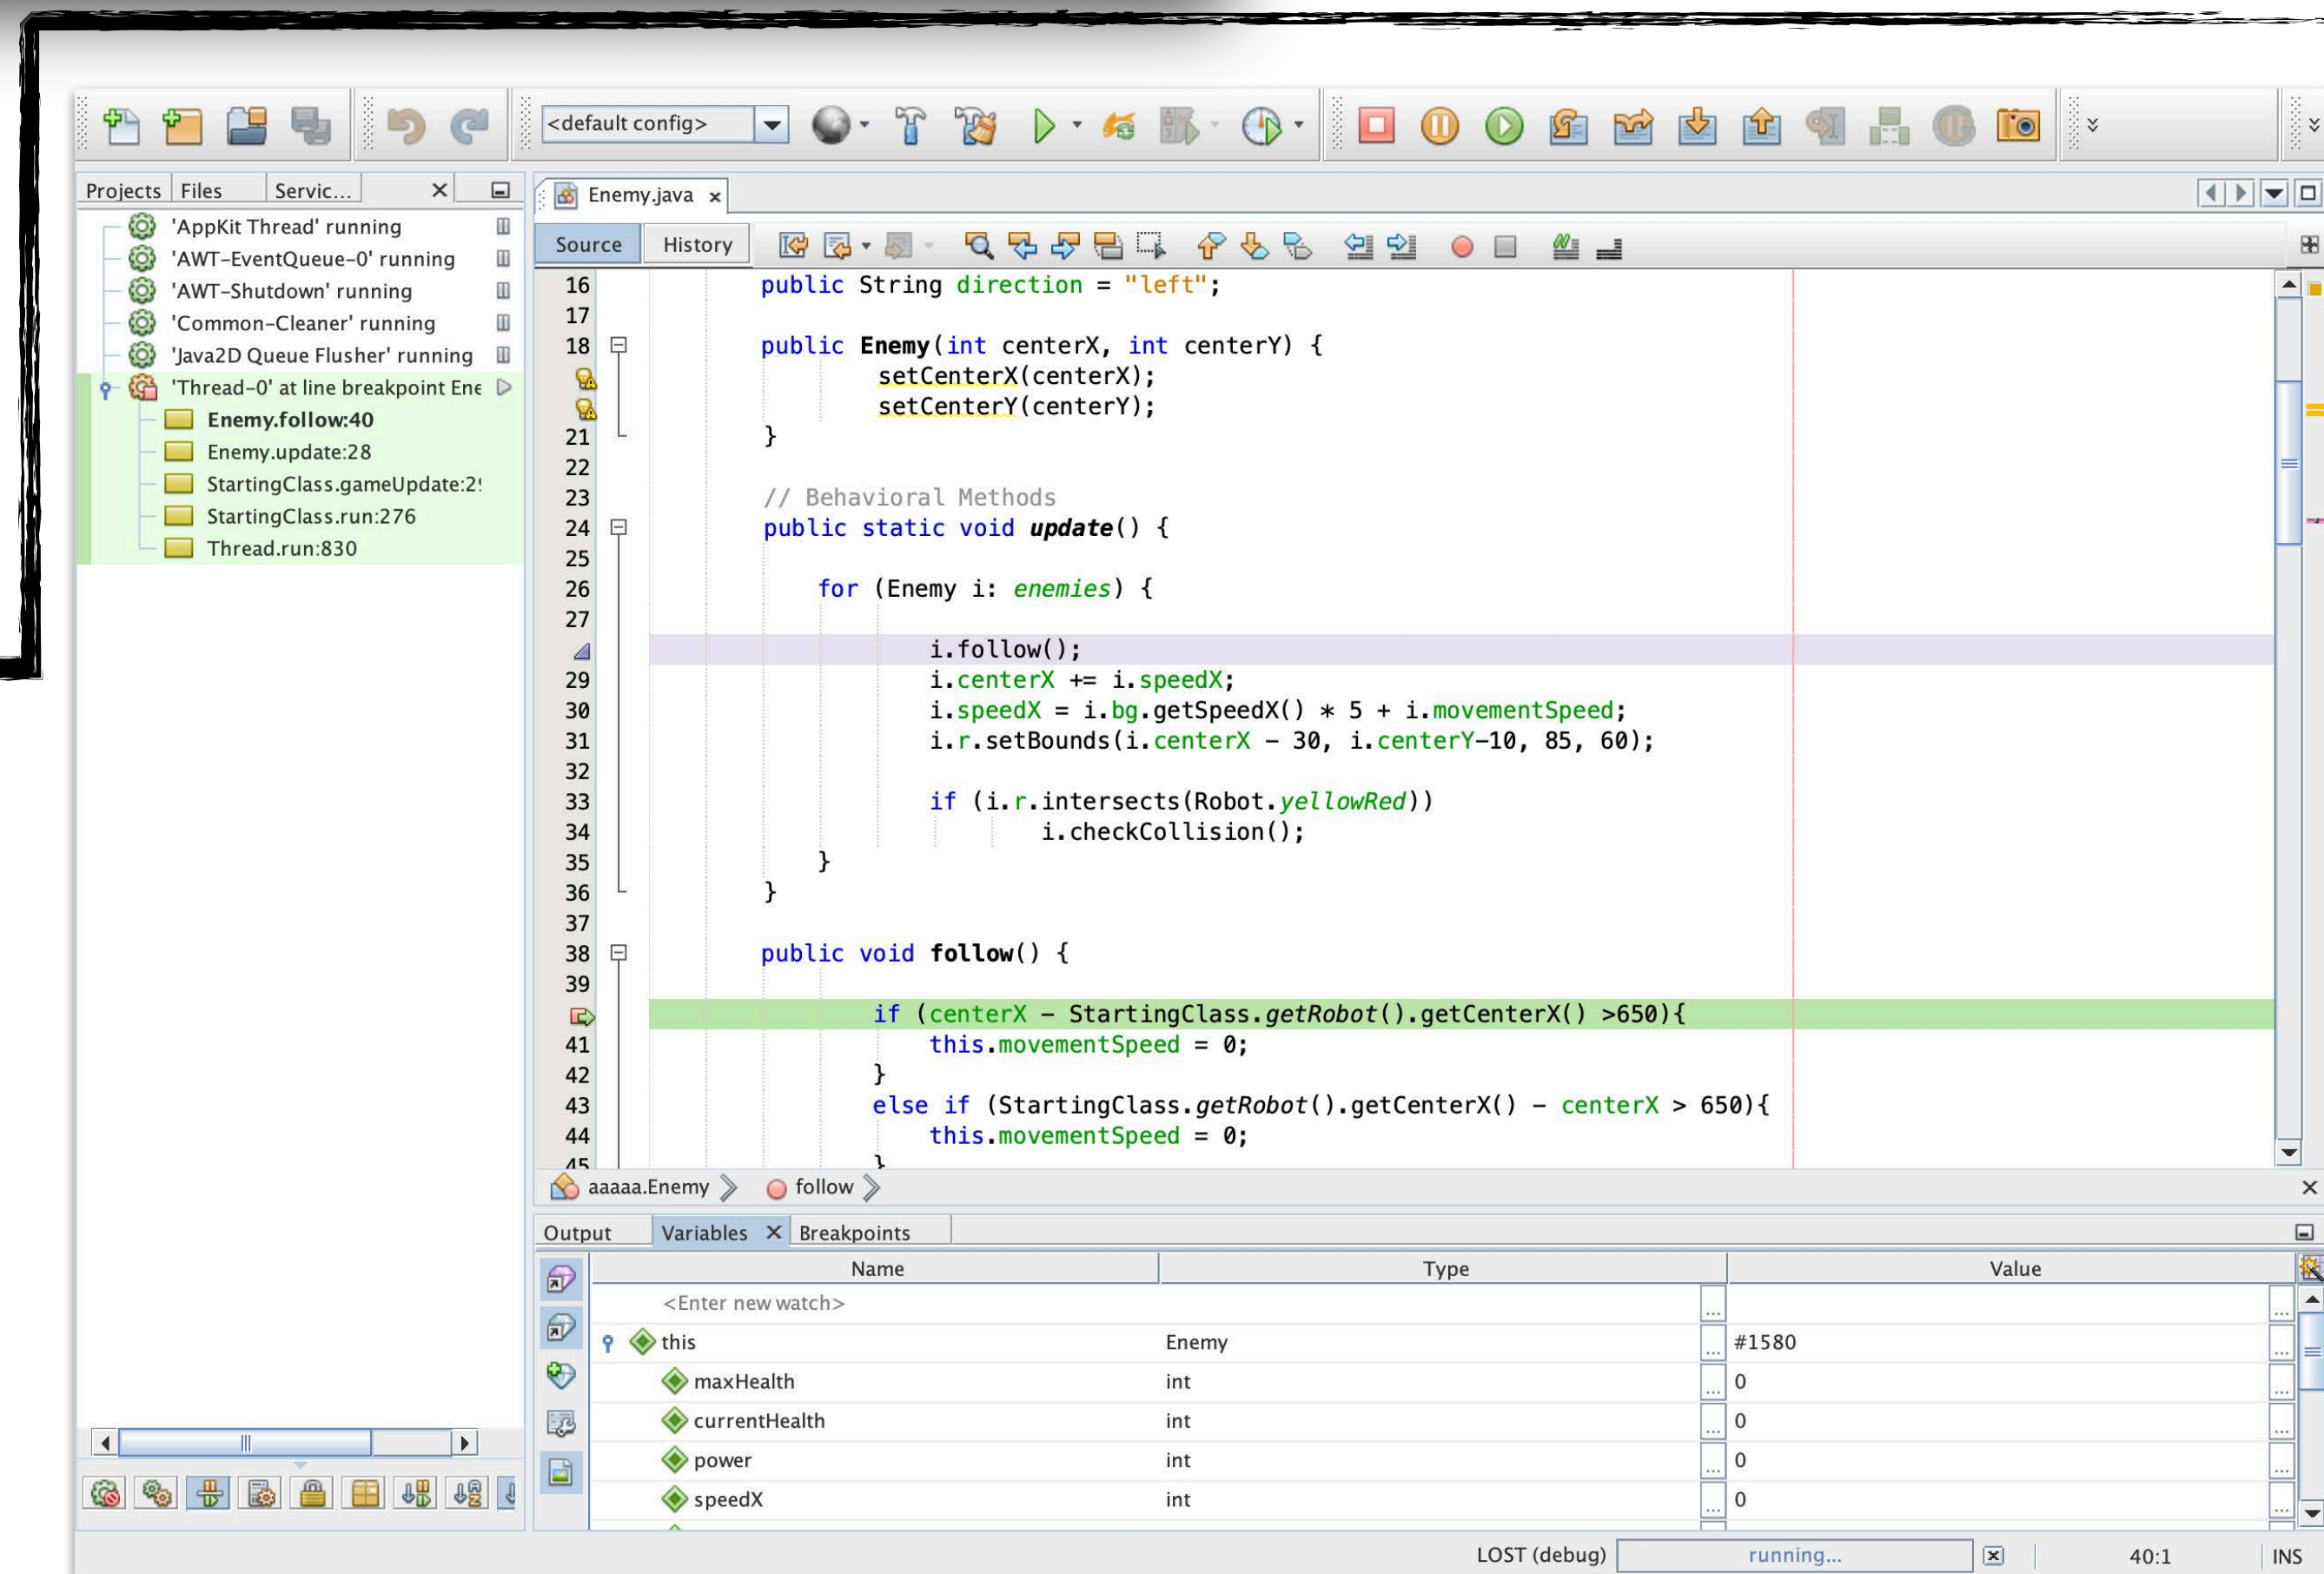 <default config>
Projects Files Servic...
'AppKit Thread' running
'AWT-EventQueue-0' running
'AWT-Shutdown' running
'Common-Cleaner' running
'Java2D Queue Flusher' running
'Thread-0' at line breakpoint Ene
Enemy.follow:40
Enemy.update:28
StartingClass.gameUpdate:2
StartingClass.run:276
Thread.run:830
Enemy.java
Source History
16 public String direction = "left";
17
18 public Enemy(int centerX, int centerY) {
setCenterX(centerX);
setCenterY(centerY);
21 }
22
23 // Behavioral Methods
24 public static void update() {
25
26 for (Enemy i: enemies) {
27
i.follow();
29 i.centerX += i.speedX;
30 i.speedX = i.bg.getSpeedX() * 5 + i.movementSpeed;
31 i.r.setBounds(i.centerX - 30, i.centerY-10, 85, 60);
32
33 if (i.r.intersects(Robot.yellowRed))
34 i.checkCollision();
35 }
36 }
37
38 public void follow() {
39
if (centerX - StartingClass.getRobot().getCenterX() >650){
41 this.movementSpeed = 0;
42 }
43 else if (StartingClass.getRobot().getCenterX() - centerX > 650){
44 this.movementSpeed = 0;
45 }
aaaaa.Enemy follow
Output Variables Breakpoints
Name Type Value
<Enter new watch>
this Enemy #1580
maxHealth int 0
currentHealth int 0
power int 0
speedX int 0
LOST (debug) running... 40:1 INS